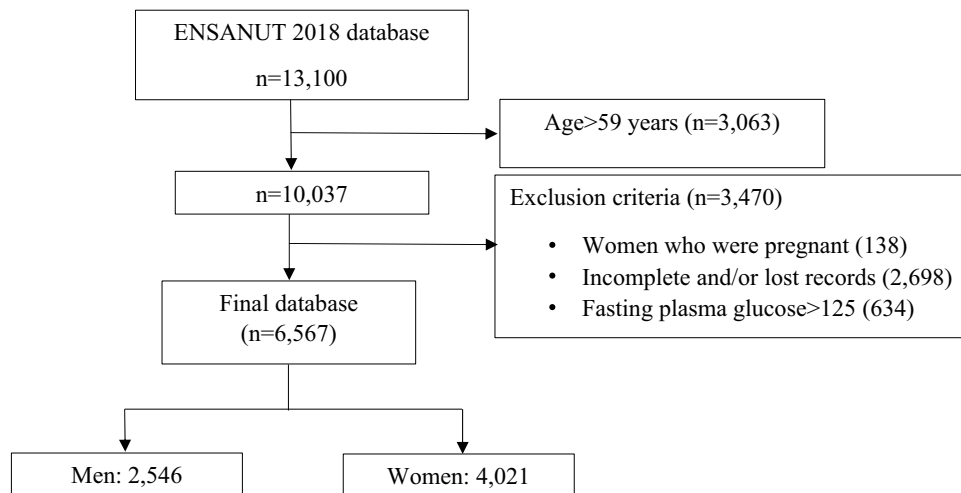 ENSANUT 2018 database
n=13,100
Age>59 years (n=3,063)
n=10,037
Exclusion criteria (n=3,470)
• Women who were pregnant (138)
• Incomplete and/or lost records (2,698)
• Fasting plasma glucose>125 (634)
Final database
(n=6,567)
Men: 2,546
Women: 4,021